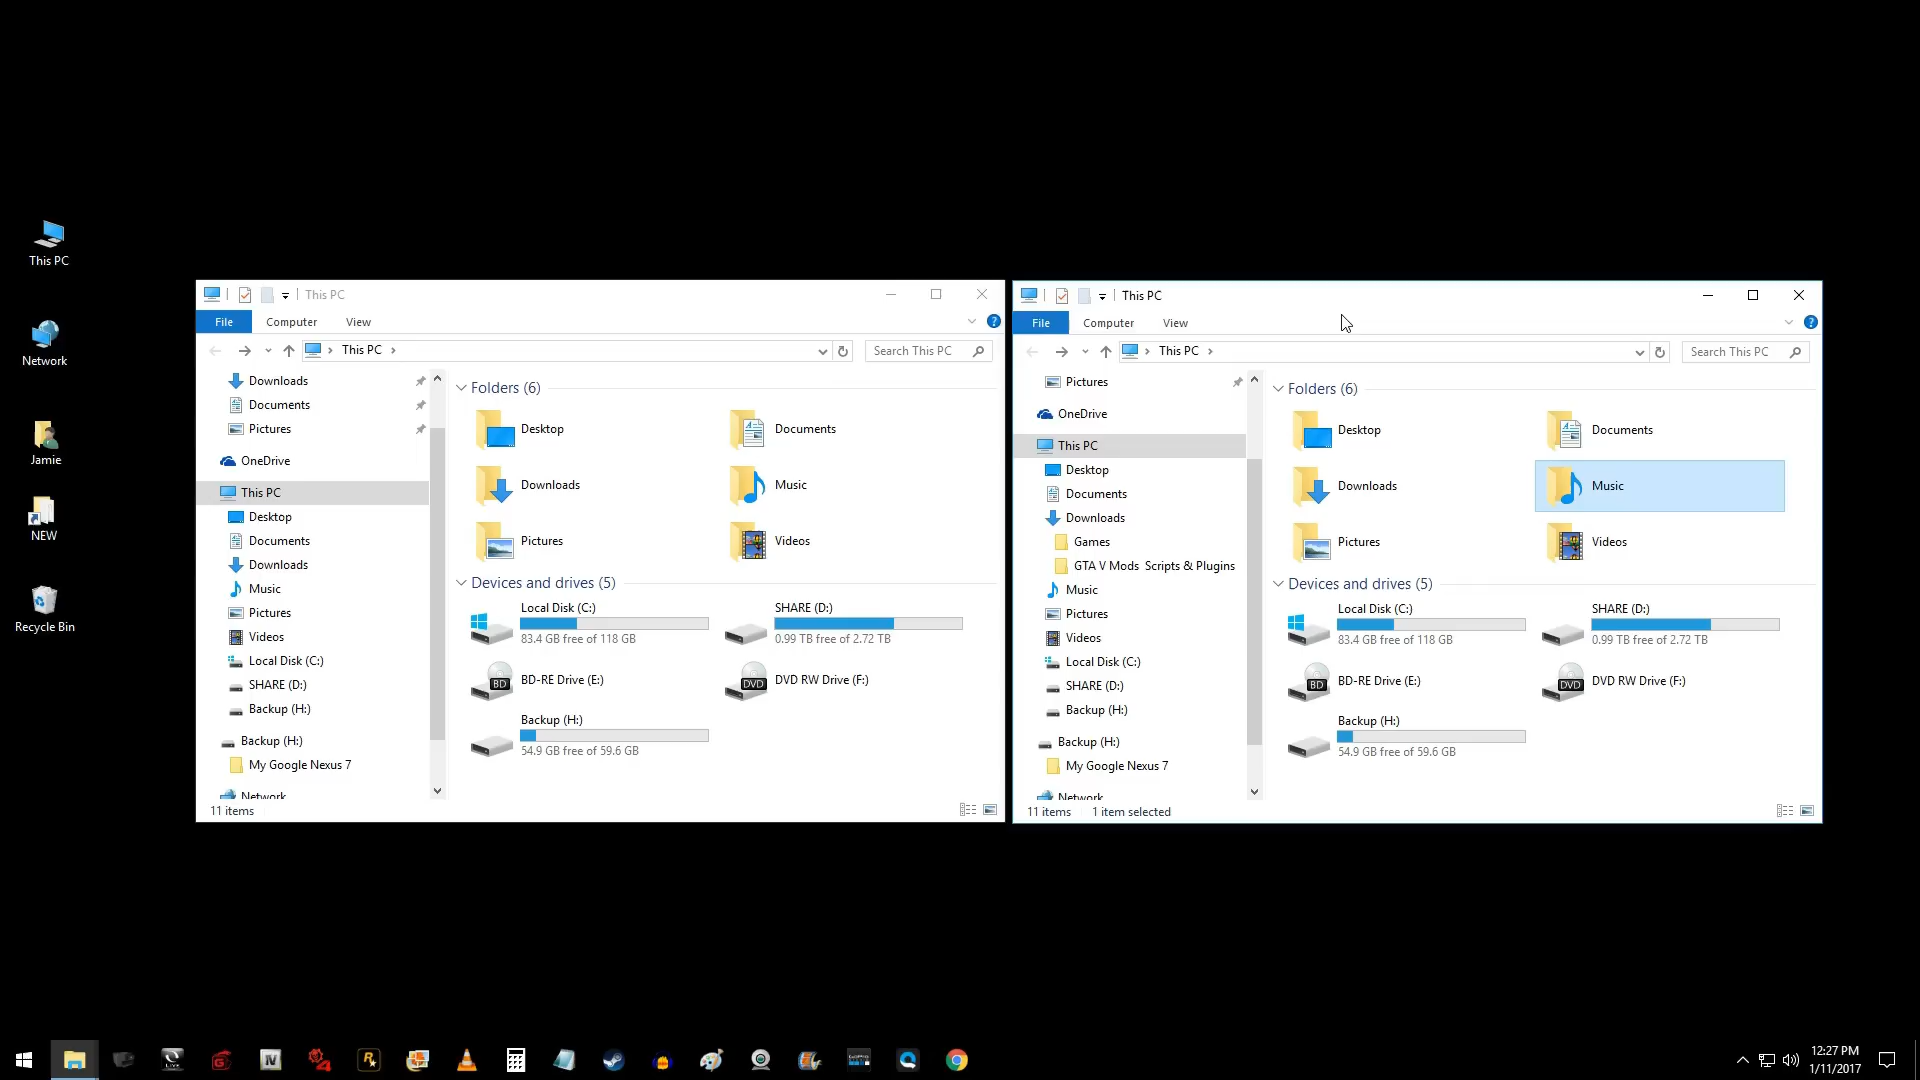 This PC
Network
Jamie
NEW
Recycle Bin
This PC
File Computer View
This PC
Search This PC
Downloads
Documents
Pictures
OneDrive
This PC
Desktop
Documents
Downloads
Music
Pictures
Videos
Local Disk (C:)
SHARE (D:)
Backup (H:)
Backup (H:)
My Google Nexus 7
Network
Folders (6)
Desktop
Documents
Downloads
Music
Pictures
Videos
Devices and drives (5)
Local Disk (C:)
83.4 GB free of 118 GB
SHARE (D:)
0.99 TB free of 2.72 TB
BD
BD-RE Drive (E:)
DVD
DVD RW Drive (F:)
Backup (H:)
54.9 GB free of 59.6 GB
11 items
This PC
File Computer View
This PC
Search This PC
Pictures
OneDrive
This PC
Desktop
Documents
Downloads
Games
GTA V Mods Scripts & Plugins
Music
Pictures
Videos
Local Disk (C:)
SHARE (D:)
Backup (H:)
Backup (H:)
My Google Nexus 7
Network
Folders (6)
Desktop
Documents
Downloads
Music
Pictures
Videos
Devices and drives (5)
Local Disk (C:)
83.4 GB free of 118 GB
SHARE (D:)
0.99 TB free of 2.72 TB
BD
BD-RE Drive (E:)
DVD
DVD RW Drive (F:)
Backup (H:)
54.9 GB free of 59.6 GB
11 items 1 item selected
LIVE
IV
12:27 PM
1/11/2017